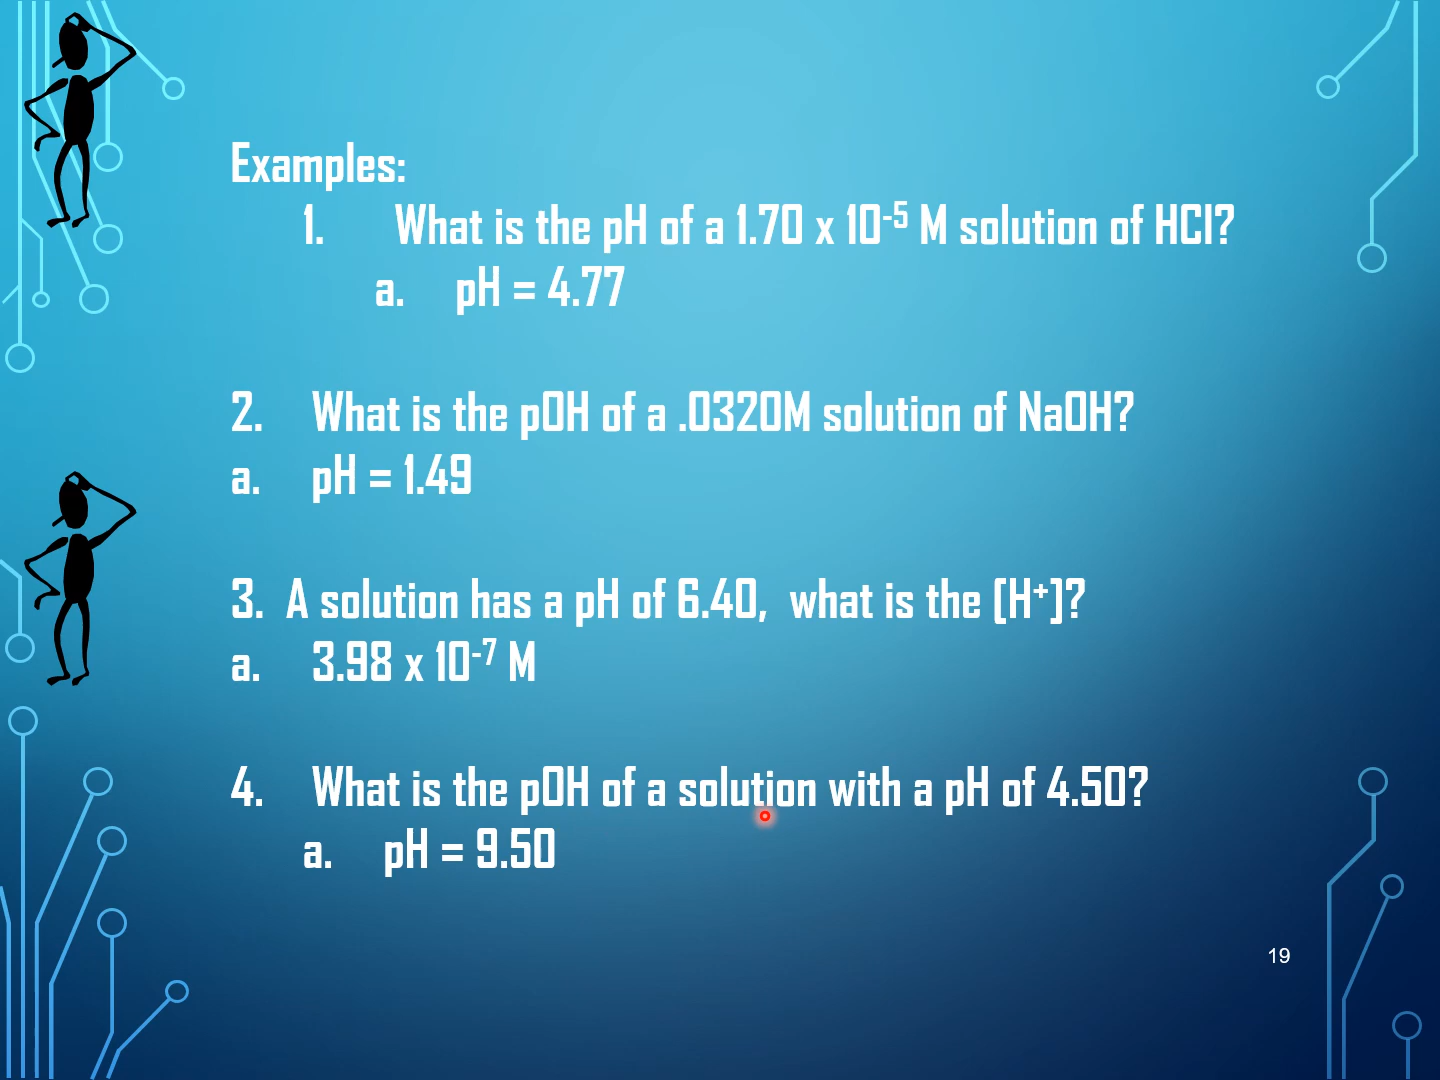 Examples:
1. What is the pH of a 1.70 x 10⁻⁵ M solution of HCl?
a. pH = 4.77
2. What is the pOH of a .0320M solution of NaOH?
a. pH = 1.49
3. A solution has a pH of 6.40, what is the [H⁺]?
a. 3.98 x 10⁻⁷ M
4. What is the pOH of a solution with a pH of 4.50?
a. pH = 9.50
19